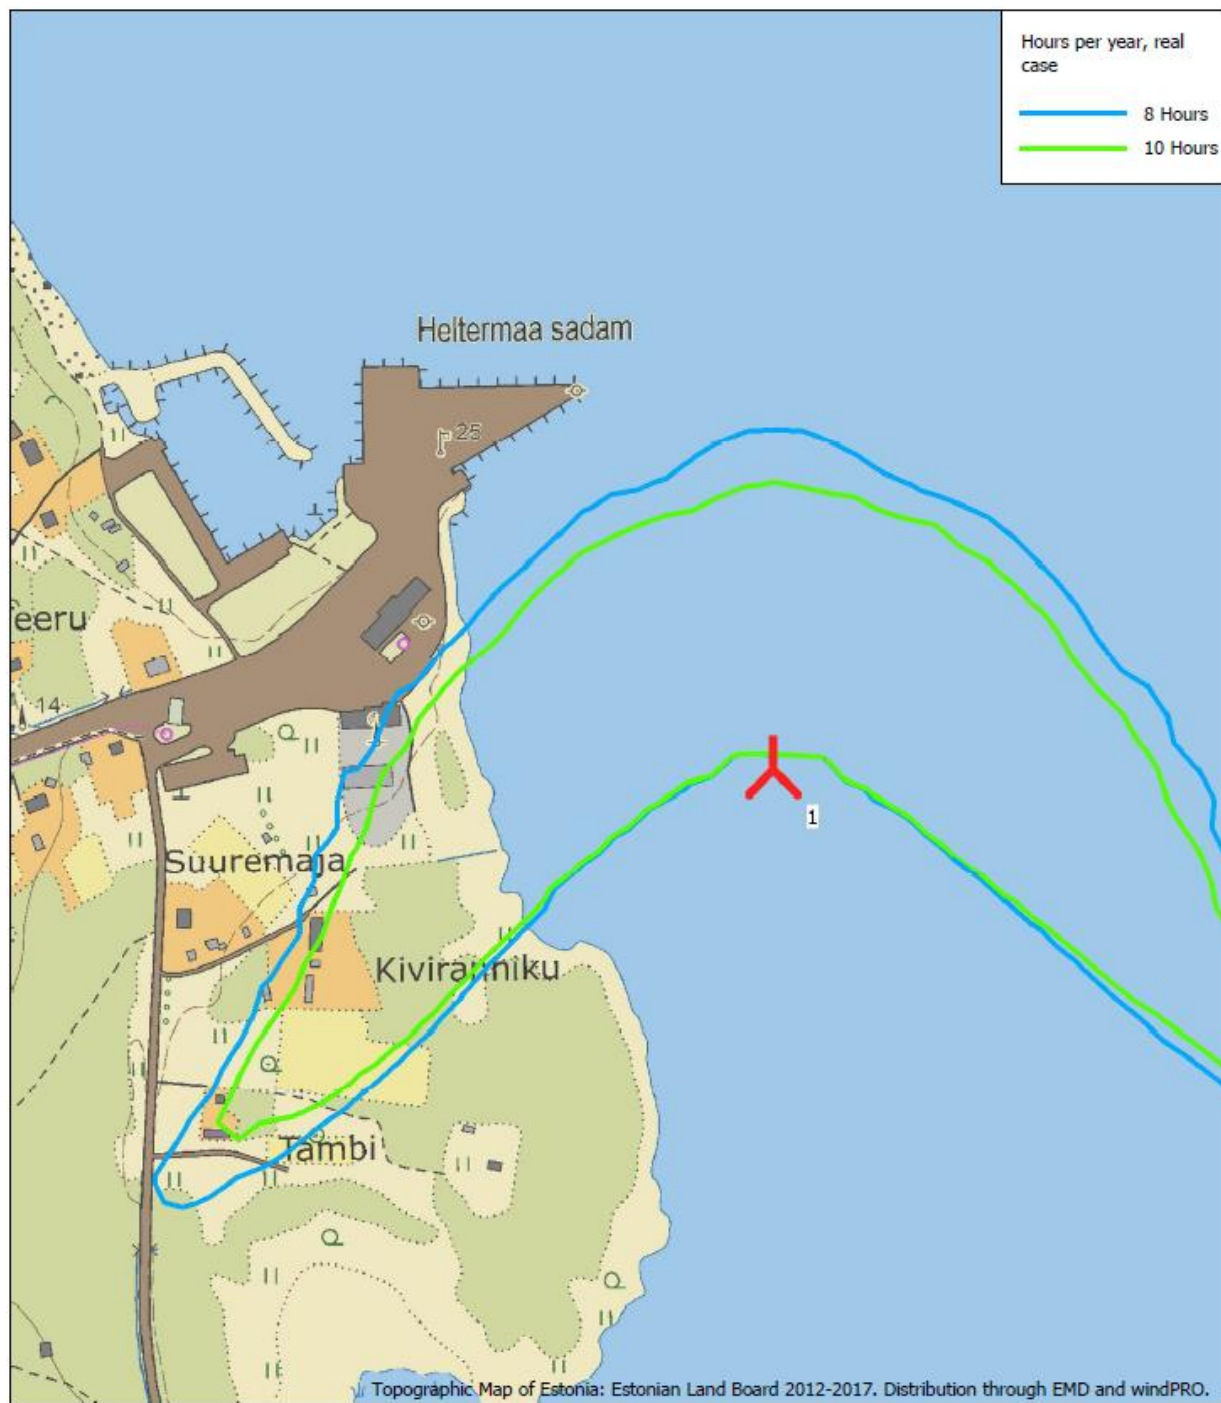 Hours per year, real
case
8 Hours
10 Hours
Heltermaa sadam
25
eeru
14
1
Suuremaja
Kiviranniku
Tambi
Topographic Map of Estonia: Estonian Land Board 2012-2017. Distribution through EMD and windPRO.